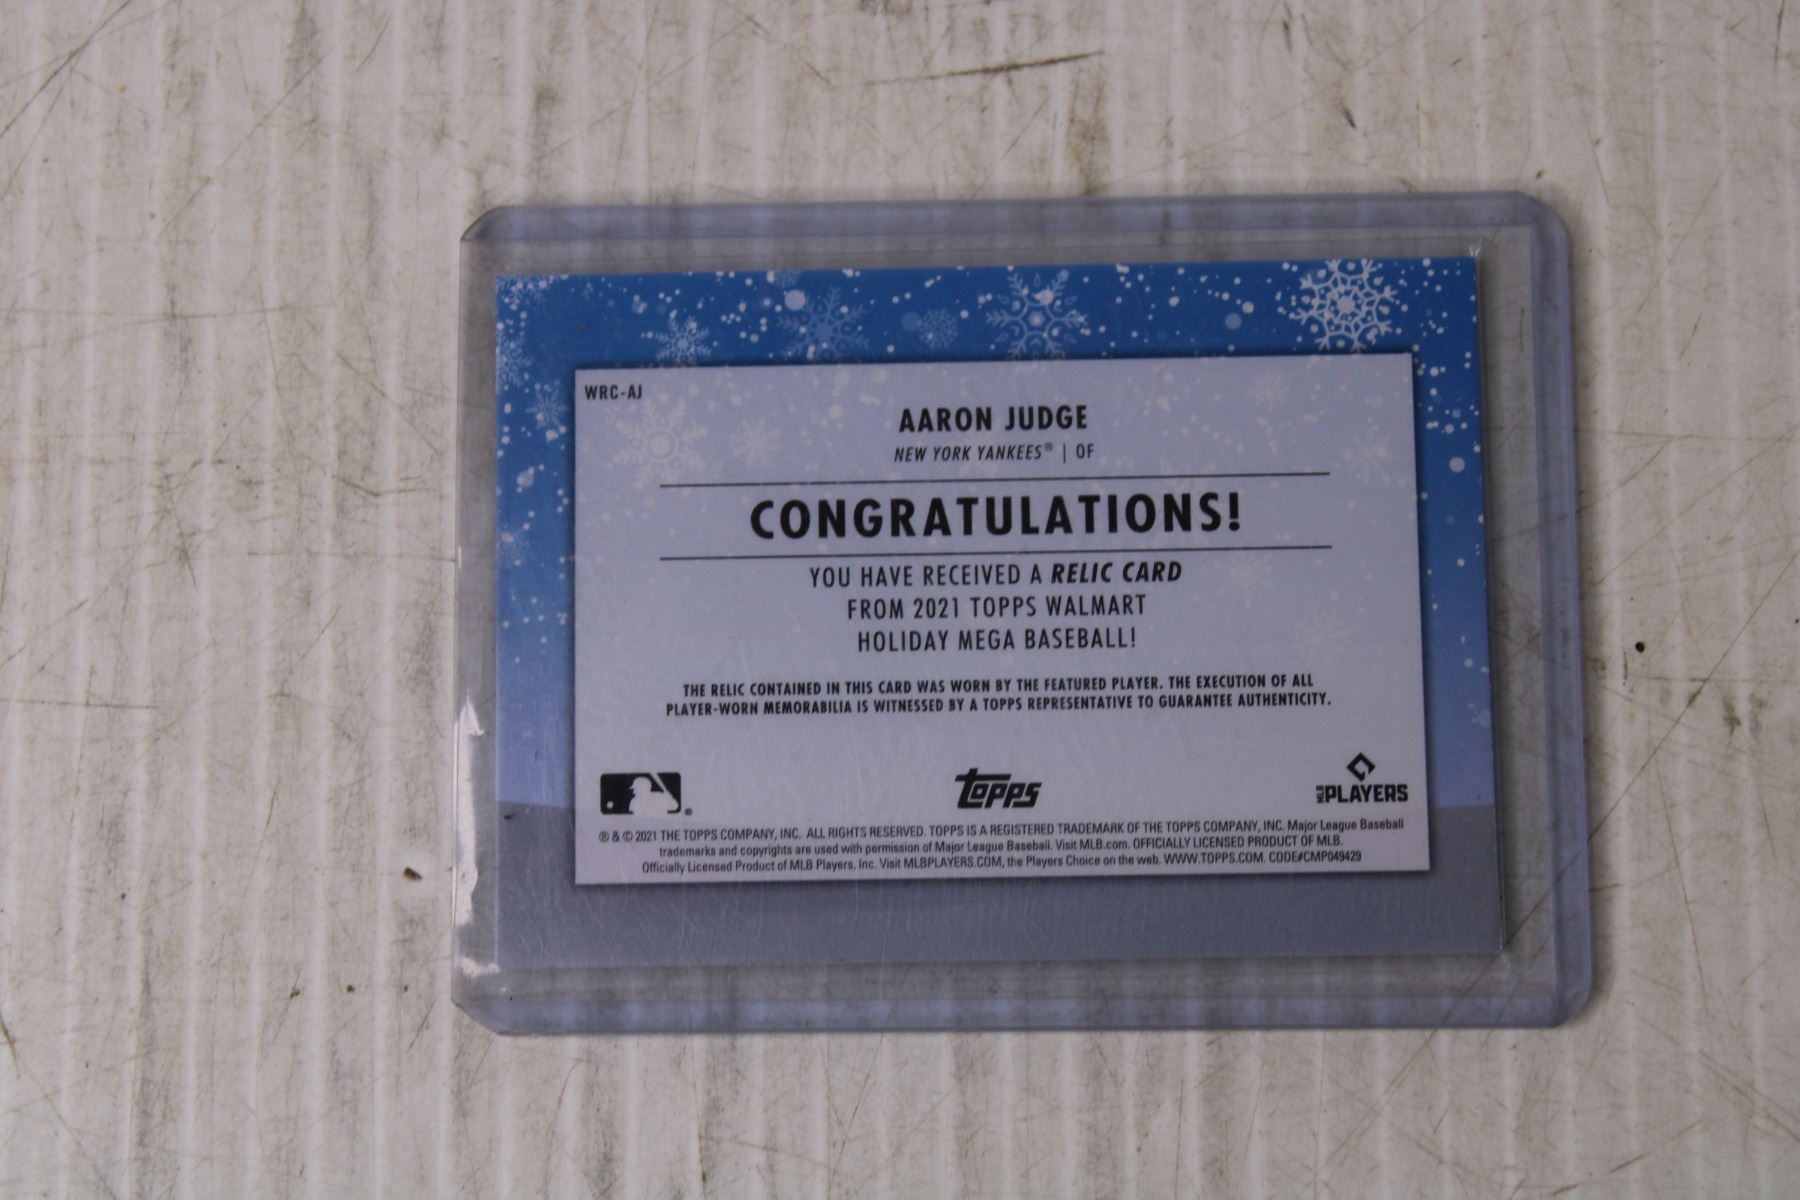 WRC-AJ
AARON JUDGE
NEW YORK YANKEES® | OF
CONGRATULATIONS!
YOU HAVE RECEIVED A RELIC CARD
FROM 2021 TOPPS WALMART
HOLIDAY MEGA BASEBALL!
THE RELIC CONTAINED IN THIS CARD WAS WORN BY THE FEATURED PLAYER. THE EXECUTION OF ALL
PLAYER-WORN MEMORABILIA IS WITNESSED BY A TOPPS REPRESENTATIVE TO GUARANTEE AUTHENTICITY.
® topps MLB PLAYERS
® & © 2021 THE TOPPS COMPANY, INC. ALL RIGHTS RESERVED. TOPPS IS A REGISTERED TRADEMARK OF THE TOPPS COMPANY, INC. Major League Baseball
trademarks and copyrights are used with permission of Major League Baseball. Visit MLB.com. OFFICIALLY LICENSED PRODUCT OF MLB.
Officially Licensed Product of MLB Players, Inc. Visit MLBPLAYERS.COM, the Players Choice on the web. WWW.TOPPS.COM. CODE#CMP049429